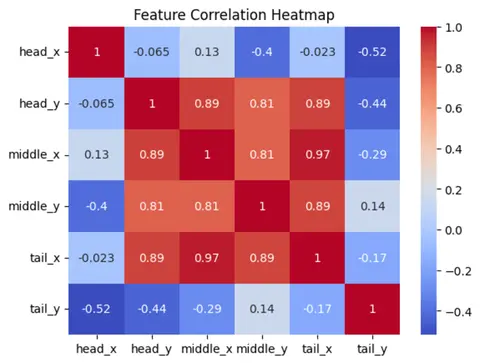 Feature Correlation Heatmap
head_x 1 -0.065 0.13 -0.4 -0.023 -0.52
head_y -0.065 1 0.89 0.81 0.89 -0.44
middle_x 0.13 0.89 1 0.81 0.97 -0.29
middle_y -0.4 0.81 0.81 1 0.89 0.14
tail_x -0.023 0.89 0.97 0.89 1 -0.17
tail_y -0.52 -0.44 -0.29 0.14 -0.17 1
head_x head_y middle_x middle_y tail_x tail_y
1.0
0.8
0.6
0.4
0.2
0.0
−0.2
−0.4